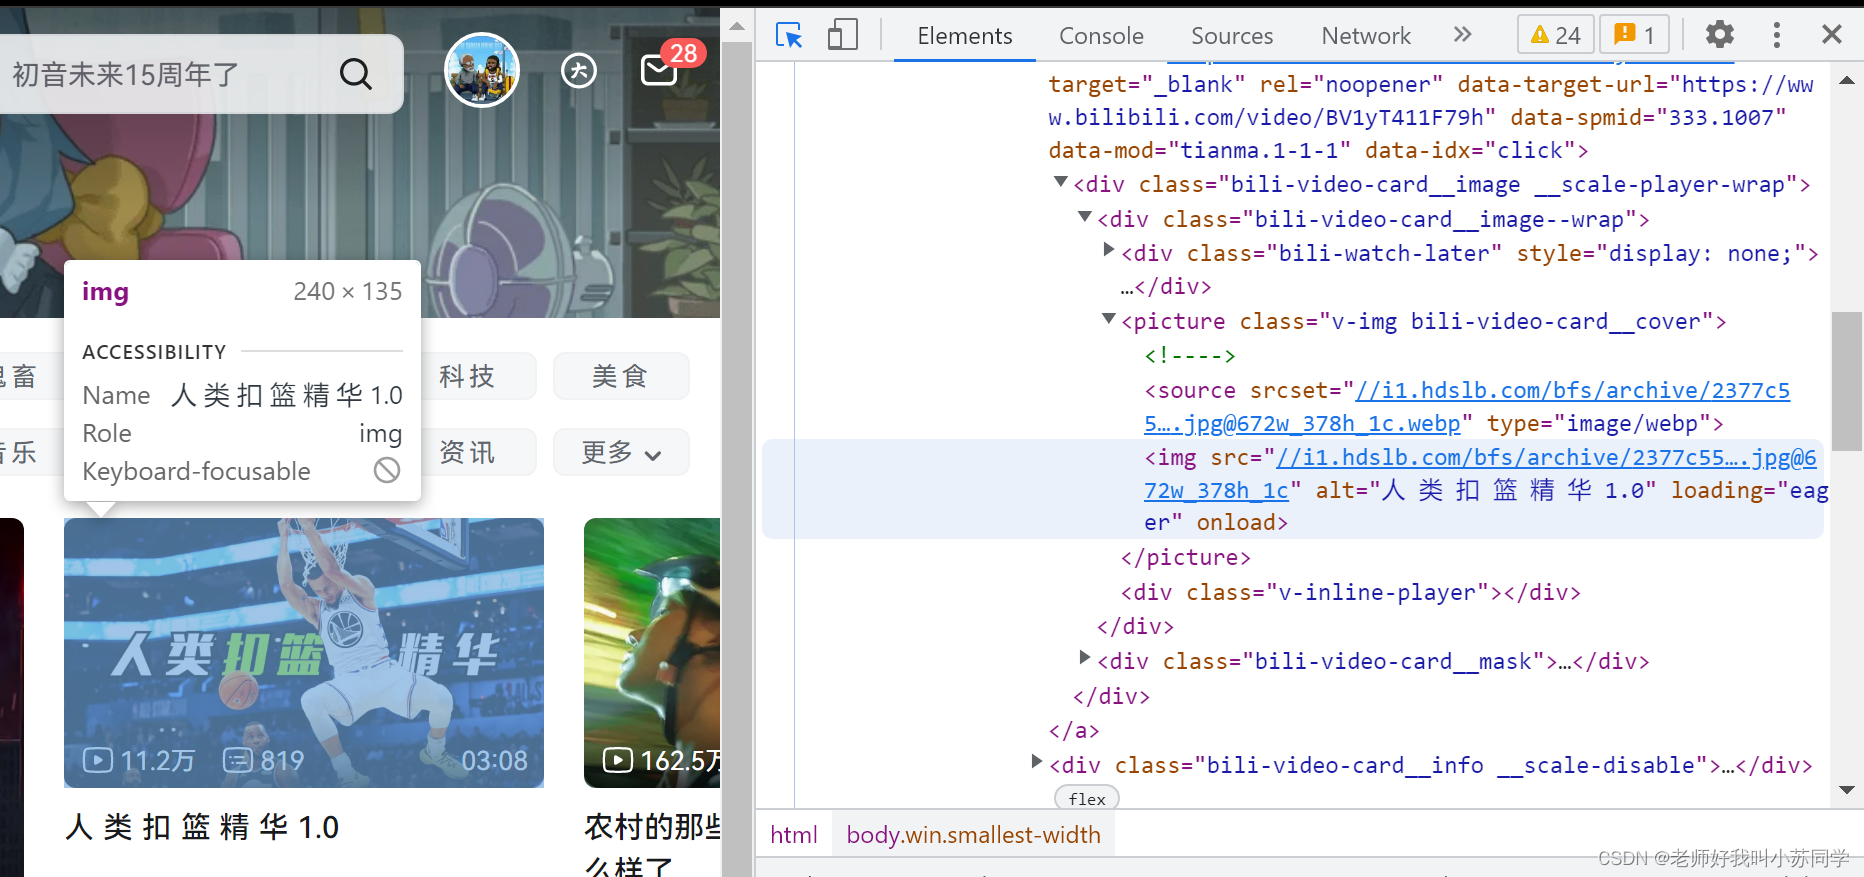 初音未来15周年了
28
img 240 × 135
ACCESSIBILITY
Name 人 类 扣 篮 精 华 1.0
Role img
Keyboard-focusable
科技
美食
音乐
资讯
更多
人类扣篮精华
11.2万 819 03:08
人 类 扣 篮 精 华 1.0
162.5万
农村的那些
么样了
Elements Console Sources Network 24 1
target="_blank" rel="noopener" data-target-url="https://ww
w.bilibili.com/video/BV1yT411F79h" data-spmid="333.1007"
data-mod="tianma.1-1-1" data-idx="click">
<div class="bili-video-card__image __scale-player-wrap">
<div class="bili-video-card__image--wrap">
<div class="bili-watch-later" style="display: none;">
…</div>
<picture class="v-img bili-video-card__cover">
<!---->
<source srcset="//i1.hdslb.com/bfs/archive/2377c5
5….jpg@672w_378h_1c.webp" type="image/webp">
<img src="//i1.hdslb.com/bfs/archive/2377c55….jpg@6
72w_378h_1c" alt="人 类 扣 篮 精 华 1.0" loading="eag
er" onload>
</picture>
<div class="v-inline-player"></div>
</div>
<div class="bili-video-card__mask">…</div>
</div>
</a>
<div class="bili-video-card__info __scale-disable">…</div>
flex
html body.win.smallest-width
CSDN @老师好我叫小苏同学